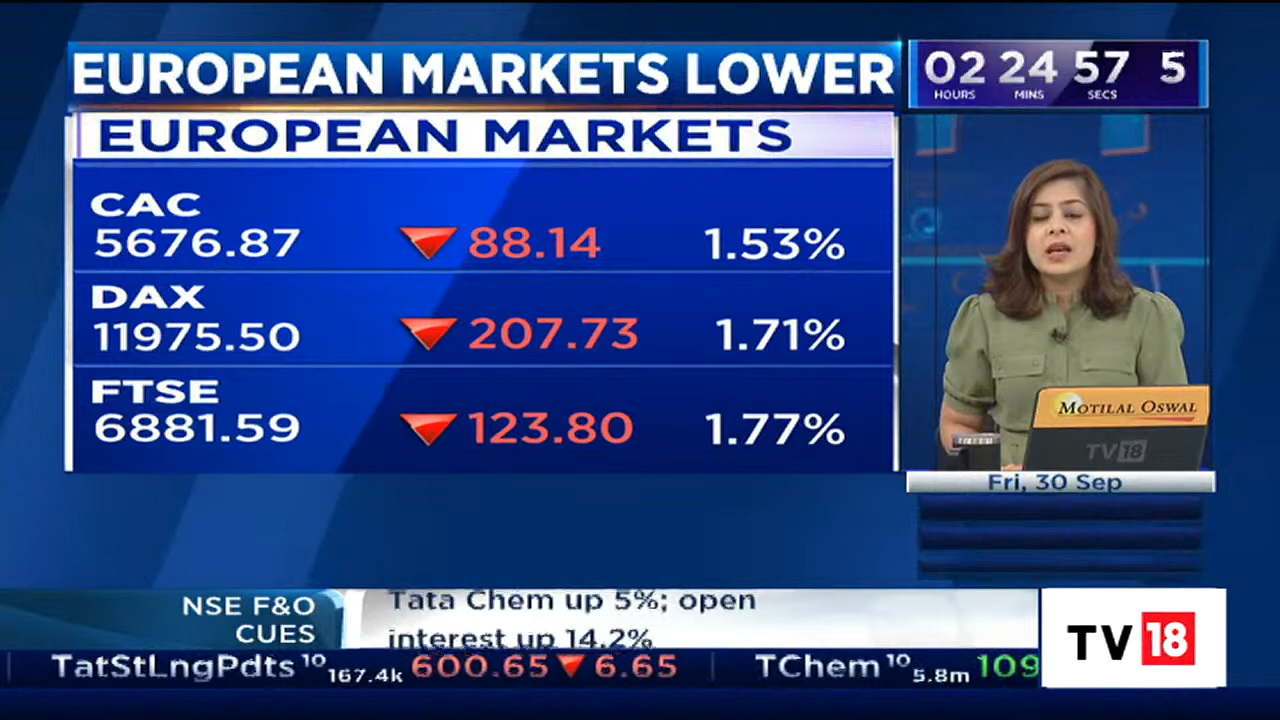 EUROPEAN MARKETS LOWER
02 24 57 5
HOURS MINS SECS
EUROPEAN MARKETS
CAC
5676.87 88.14 1.53%
DAX
11975.50 207.73 1.71%
FTSE
6881.59 123.80 1.77%
MOTILAL OSWAL
TV18
Fri, 30 Sep
NSE F&O
CUES
Tata Chem up 5%; open
interest up 14.2%
TV18
TatStLngPdts 10 167.4k 600.65 6.65 TChem 10 5.8m 109